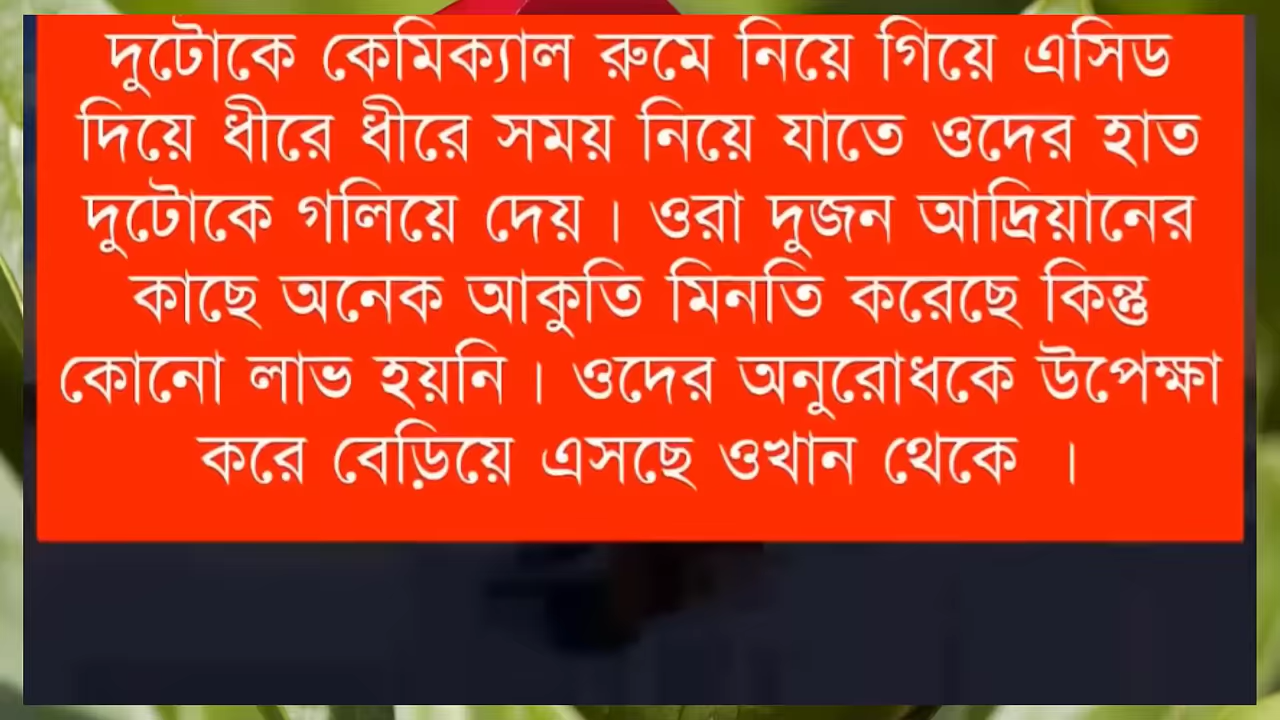 দুটোকে কেমিক্যাল রুমে নিয়ে গিয়ে এসিড
দিয়ে ধীরে ধীরে সময় নিয়ে যাতে ওদের হাত
দুটোকে গলিয়ে দেয় । ওরা দুজন আদ্রিয়ানের
কাছে অনেক আকুতি মিনতি করেছে কিন্তু
কোনো লাভ হয়নি । ওদের অনুরোধকে উপেক্ষা
করে বেড়িয়ে এসছে ওখান থেকে ।